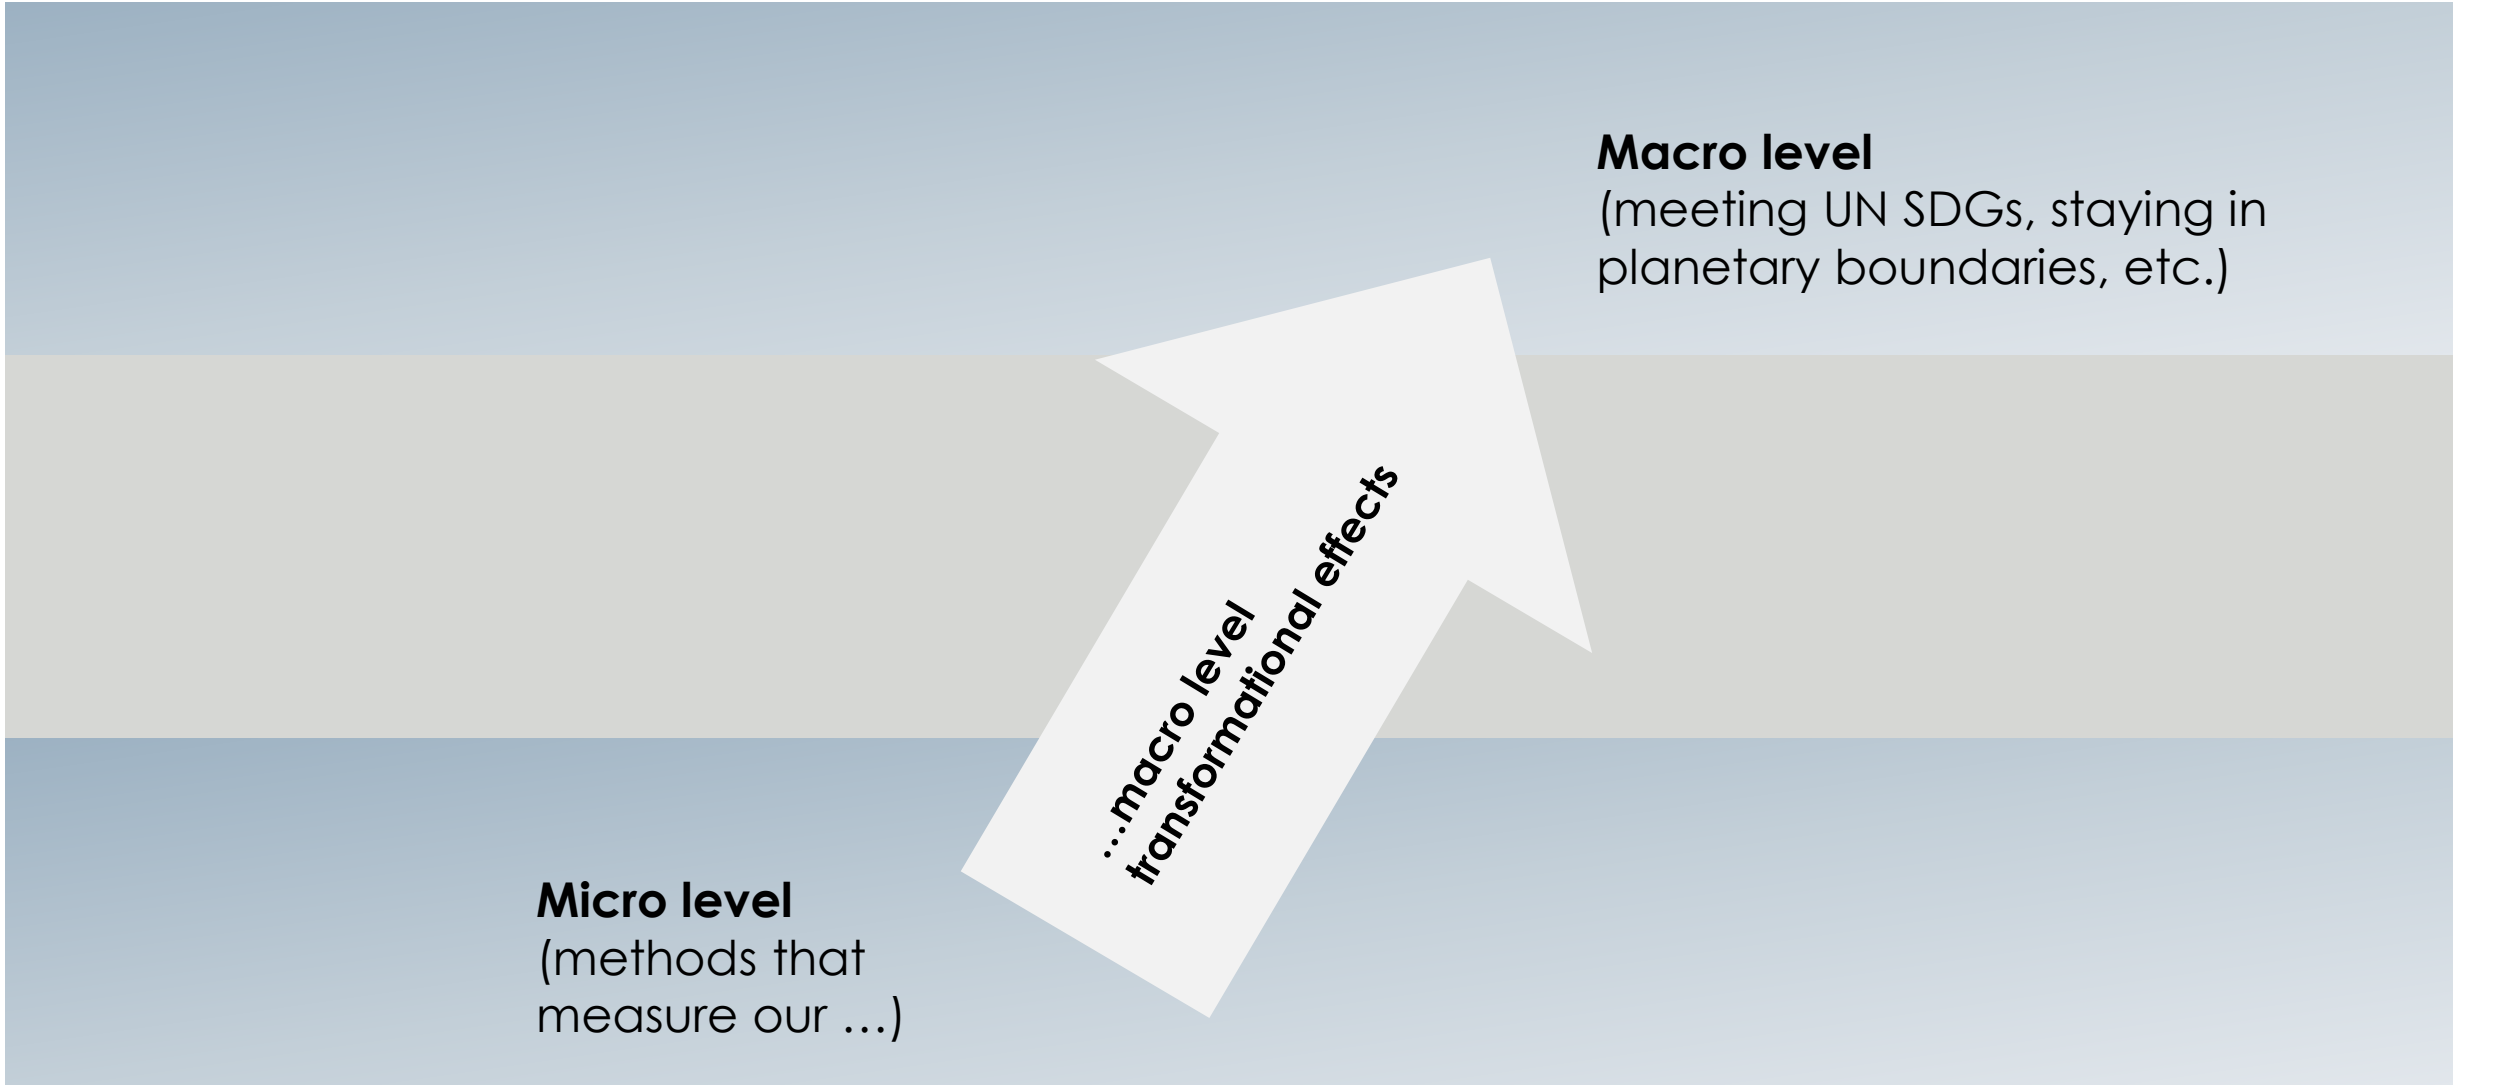 Macro level
(meeting UN SDGs, staying in
planetary boundaries, etc.)
…macro level
transformational effects
Micro level
(methods that
measure our …)